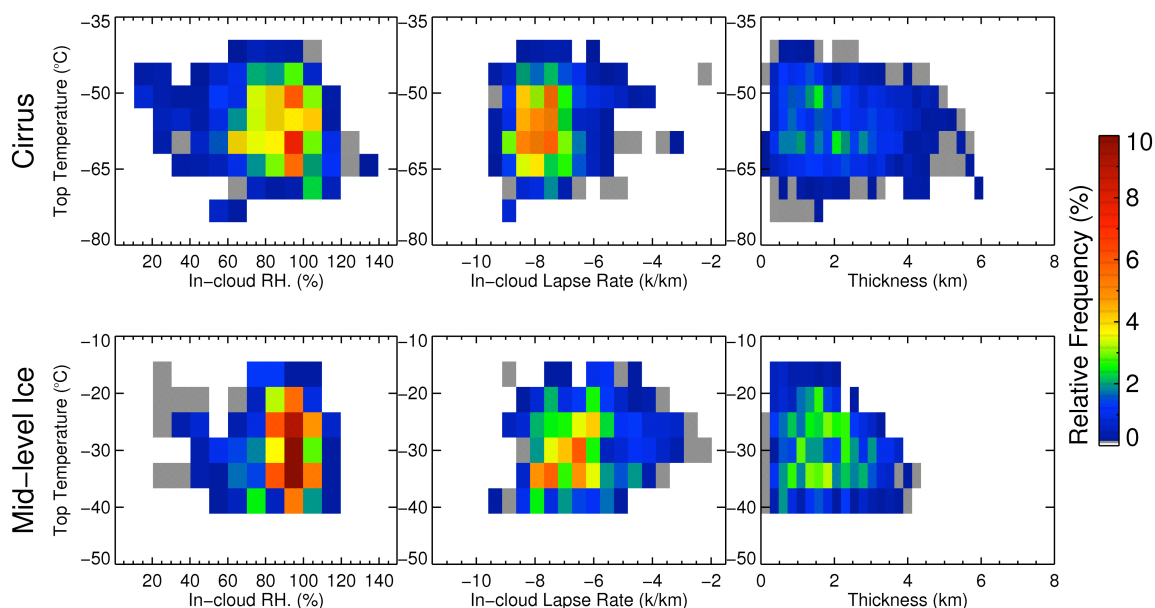 −35 −35 −35
−50 −50 −50
−65 −65 −65
−80 −80 −80
Cirrus
Top Temperature (°C)
20 40 60 80 100 120 140
−10 −8 −6 −4 −2
0 2 4 6 8
In−cloud RH. (%)
In−cloud Lapse Rate (k/km)
Thickness (km)
−10 −10 −10
−20 −20 −20
−30 −30 −30
−40 −40 −40
−50 −50 −50
Mid−level Ice
Top Temperature (°C)
20 40 60 80 100 120 140
−10 −8 −6 −4 −2
0 2 4 6 8
In−cloud RH. (%)
In−cloud Lapse Rate (k/km)
Thickness (km)
10
8
6
4
2
0
Relative Frequency (%)